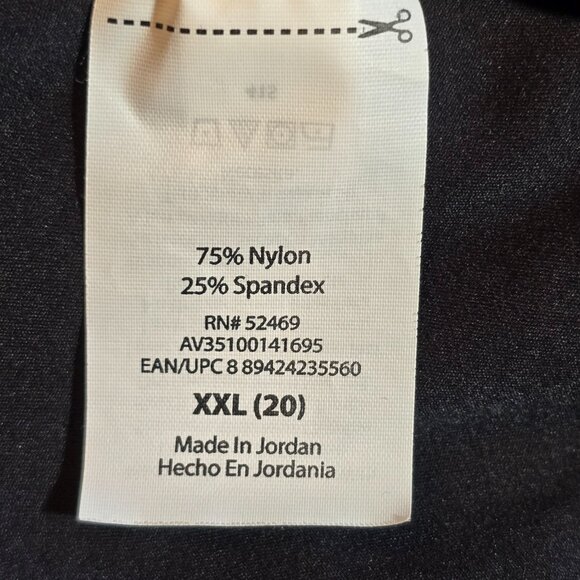 75% Nylon
25% Spandex
RN# 52469
AV35100141695
EAN/UPC 8 89424235560
XXL (20)
Made In Jordan
Hecho En Jordania